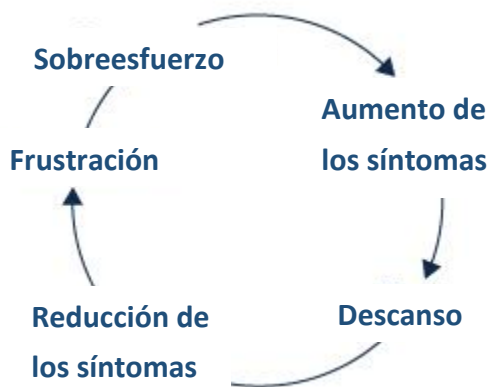 Sobreesfuerzo
Aumento de
los síntomas
Frustración
Descanso
Reducción de
los síntomas